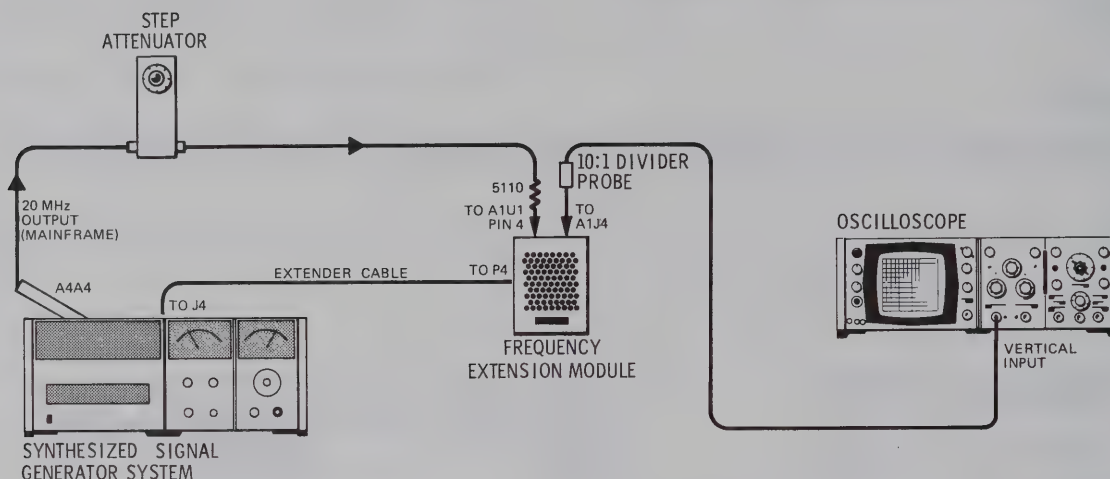 STEP
ATTENUATOR
20 MHz
OUTPUT
(MAINFRAME)
A4A4
TO J4
EXTENDER CABLE
TO P4
5110
TO A1U1
PIN 4
10:1 DIVIDER
PROBE
TO
A1J4
FREQUENCY
EXTENSION MODULE
OSCILLOSCOPE
VERTICAL
INPUT
SYNTHESIZED SIGNAL
GENERATOR SYSTEM